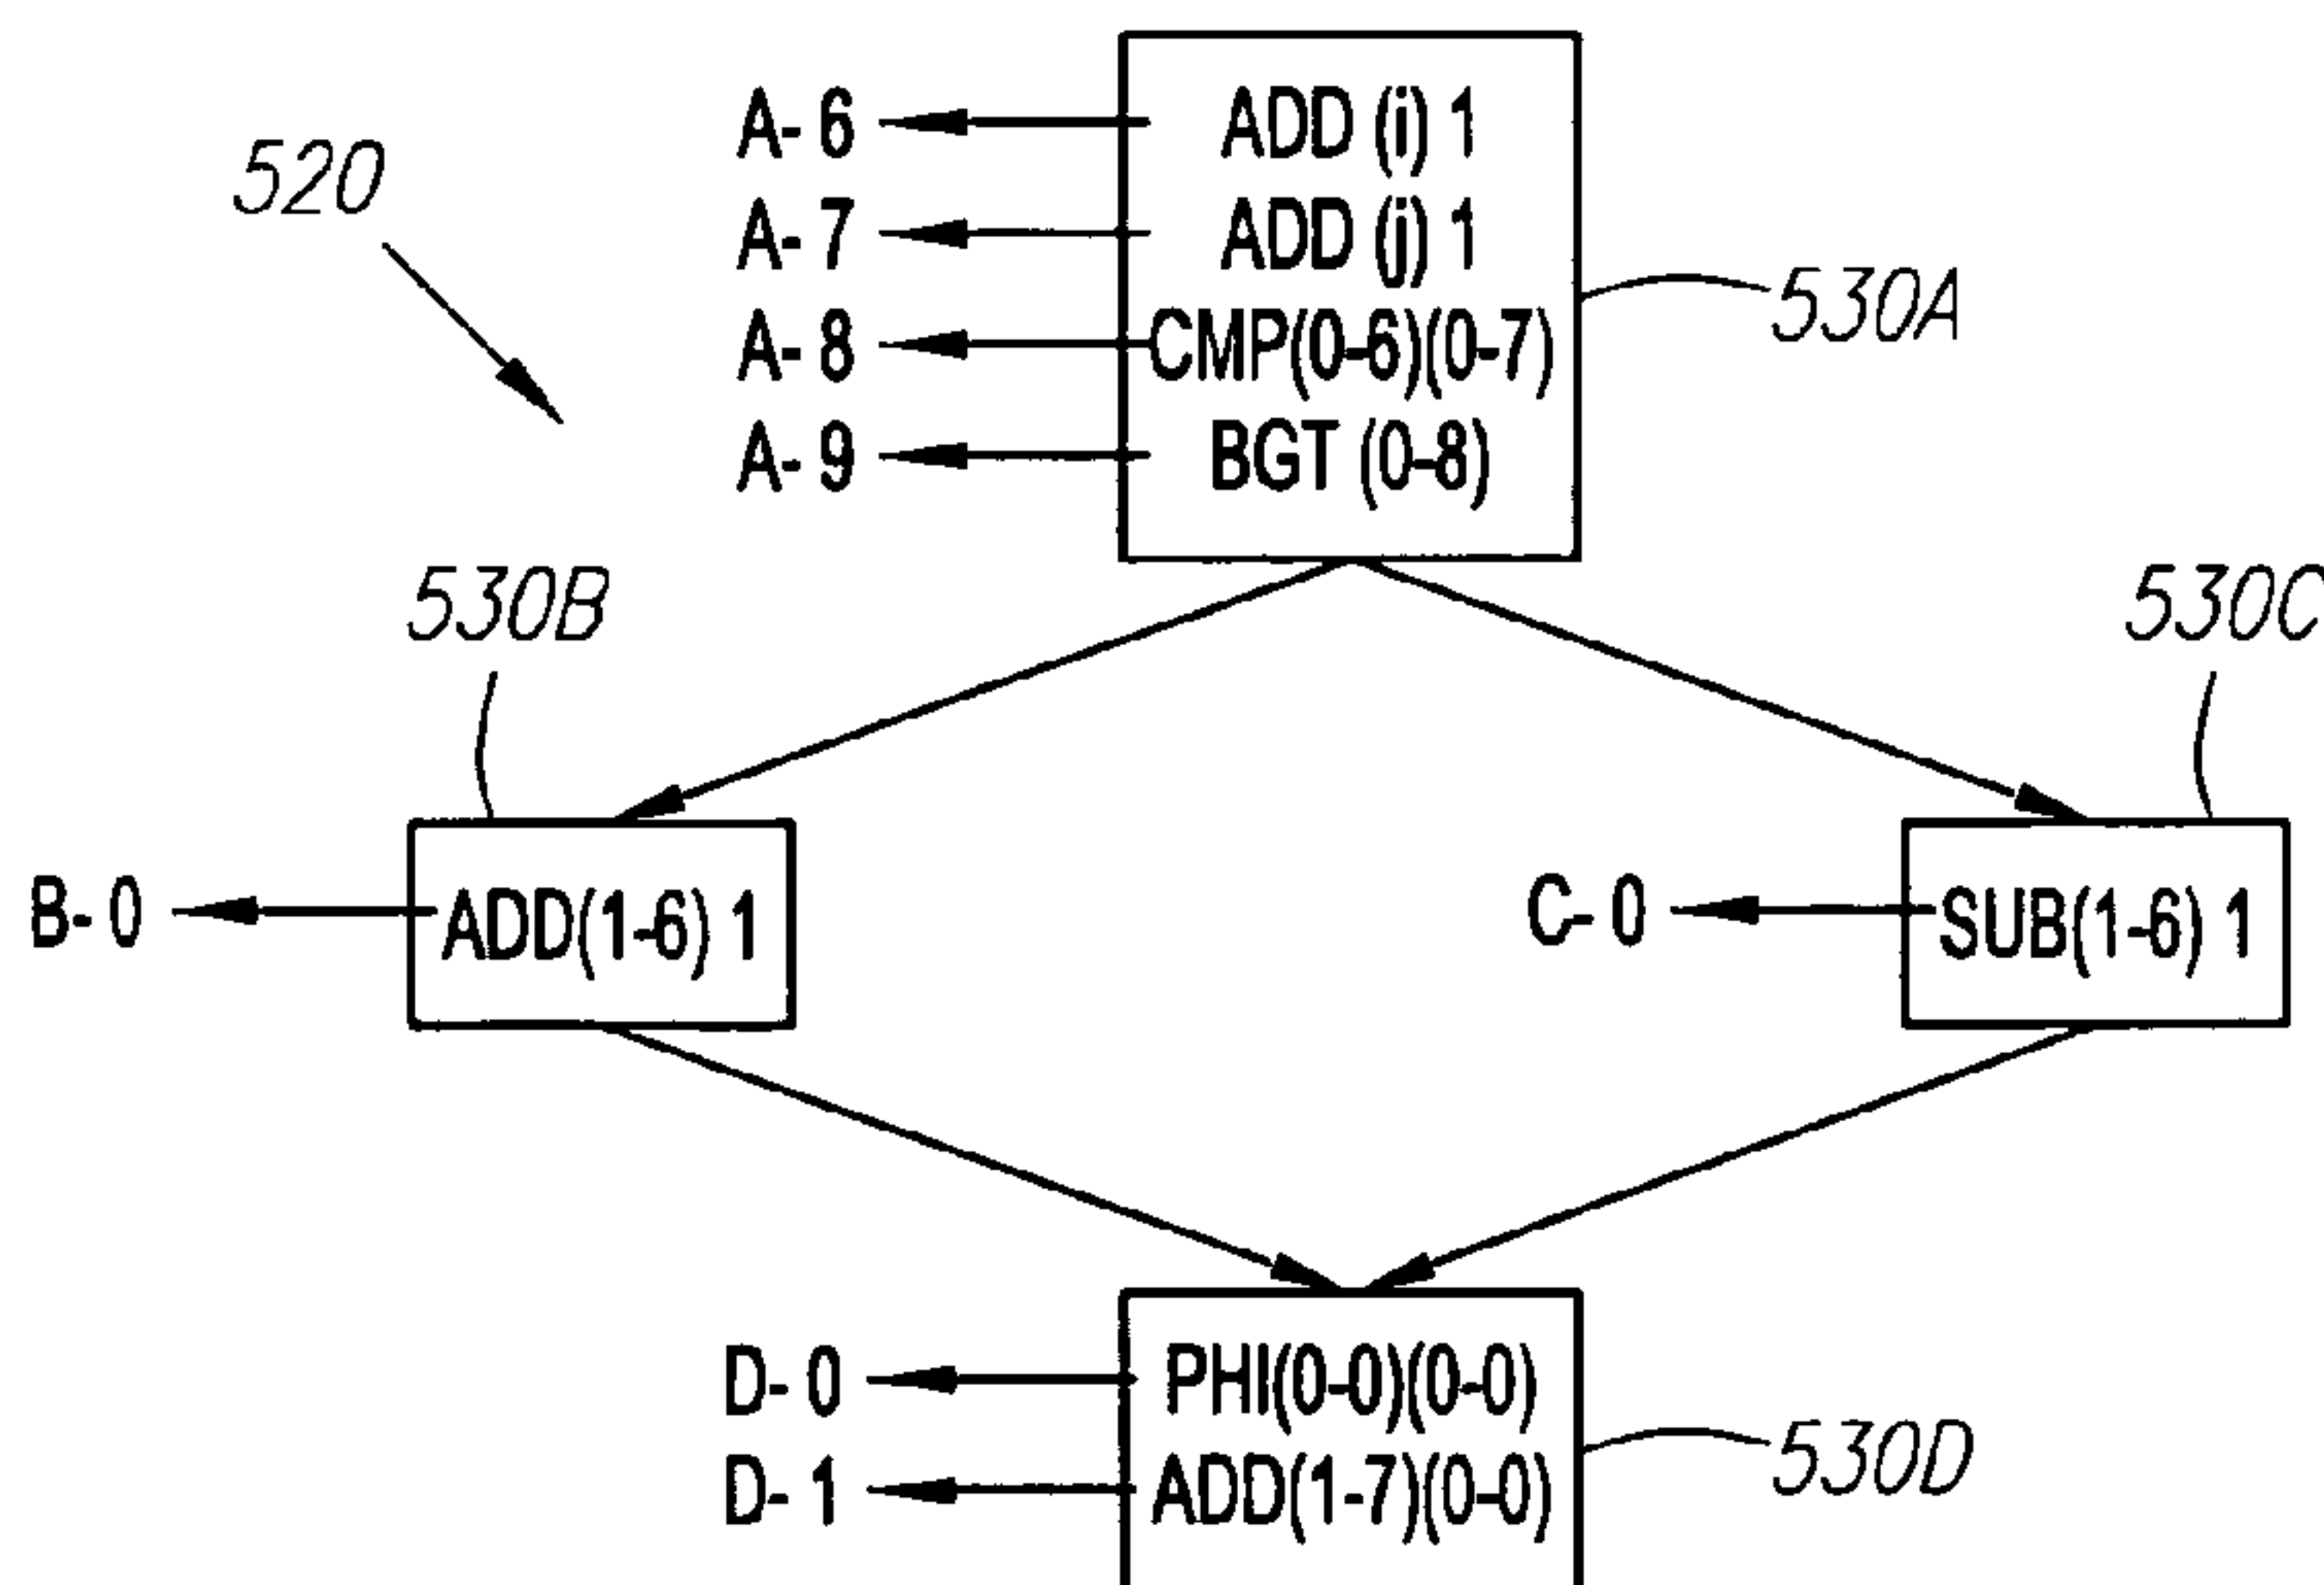 520
A- 6 ADD (i) 1
A- 7 ADD (j) 1
A- 8 CMP(0-6)(0-7)
A- 9 BGT (0-8)
530A
530B
530C
B- 0 ADD(1-6) 1
C- 0 SUB(1-6) 1
D- 0 PHI(0-0)(0-0)
D- 1 ADD(1-7)(0-0)
530D